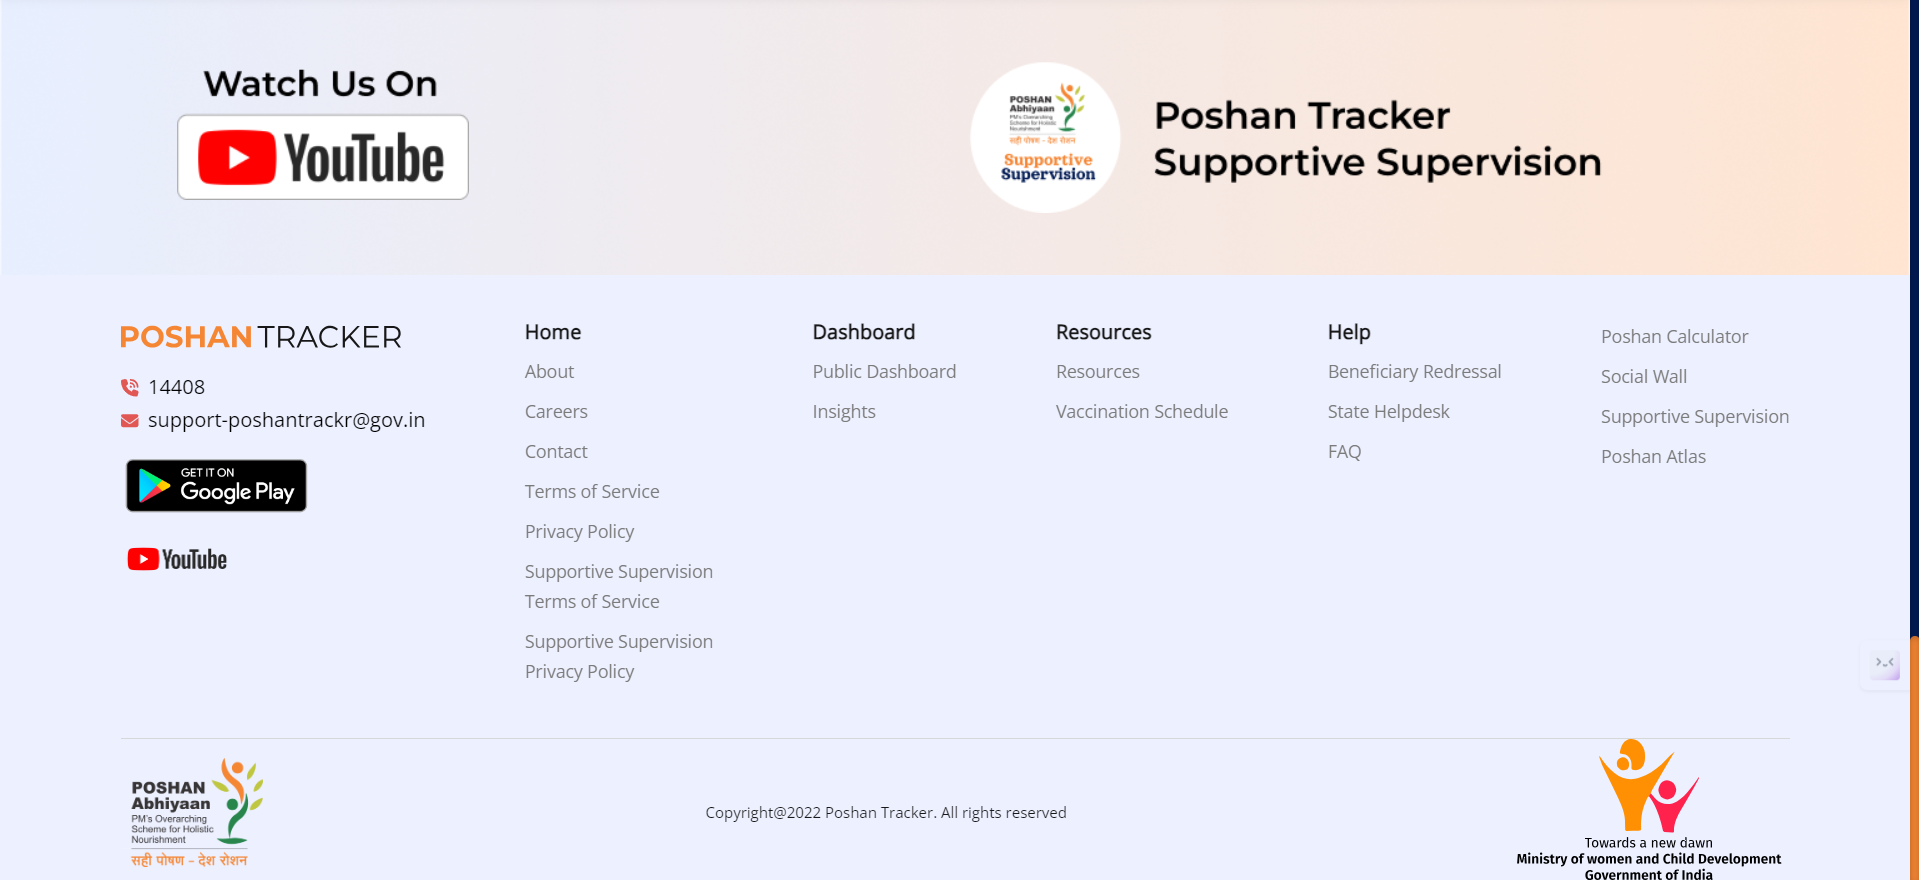 Watch Us On
YouTube
POSHAN
Abhiyaan
PM's Overarching
Scheme for Holistic
Nourishment
सही पोषण - देश रोशन
Supportive
Supervision
Poshan Tracker
Supportive Supervision
POSHAN TRACKER
14408
support-poshantrackr@gov.in
GET IT ON
Google Play
YouTube
Home
About
Careers
Contact
Terms of Service
Privacy Policy
Supportive Supervision
Terms of Service
Supportive Supervision
Privacy Policy
Dashboard
Public Dashboard
Insights
Resources
Resources
Vaccination Schedule
Help
Beneficiary Redressal
State Helpdesk
FAQ
Poshan Calculator
Social Wall
Supportive Supervision
Poshan Atlas
POSHAN
Abhiyaan
PM's Overarching
Scheme for Holistic
Nourishment
सही पोषण - देश रोशन
Copyright@2022 Poshan Tracker. All rights reserved
Towards a new dawn
Ministry of women and Child Development
Government of India